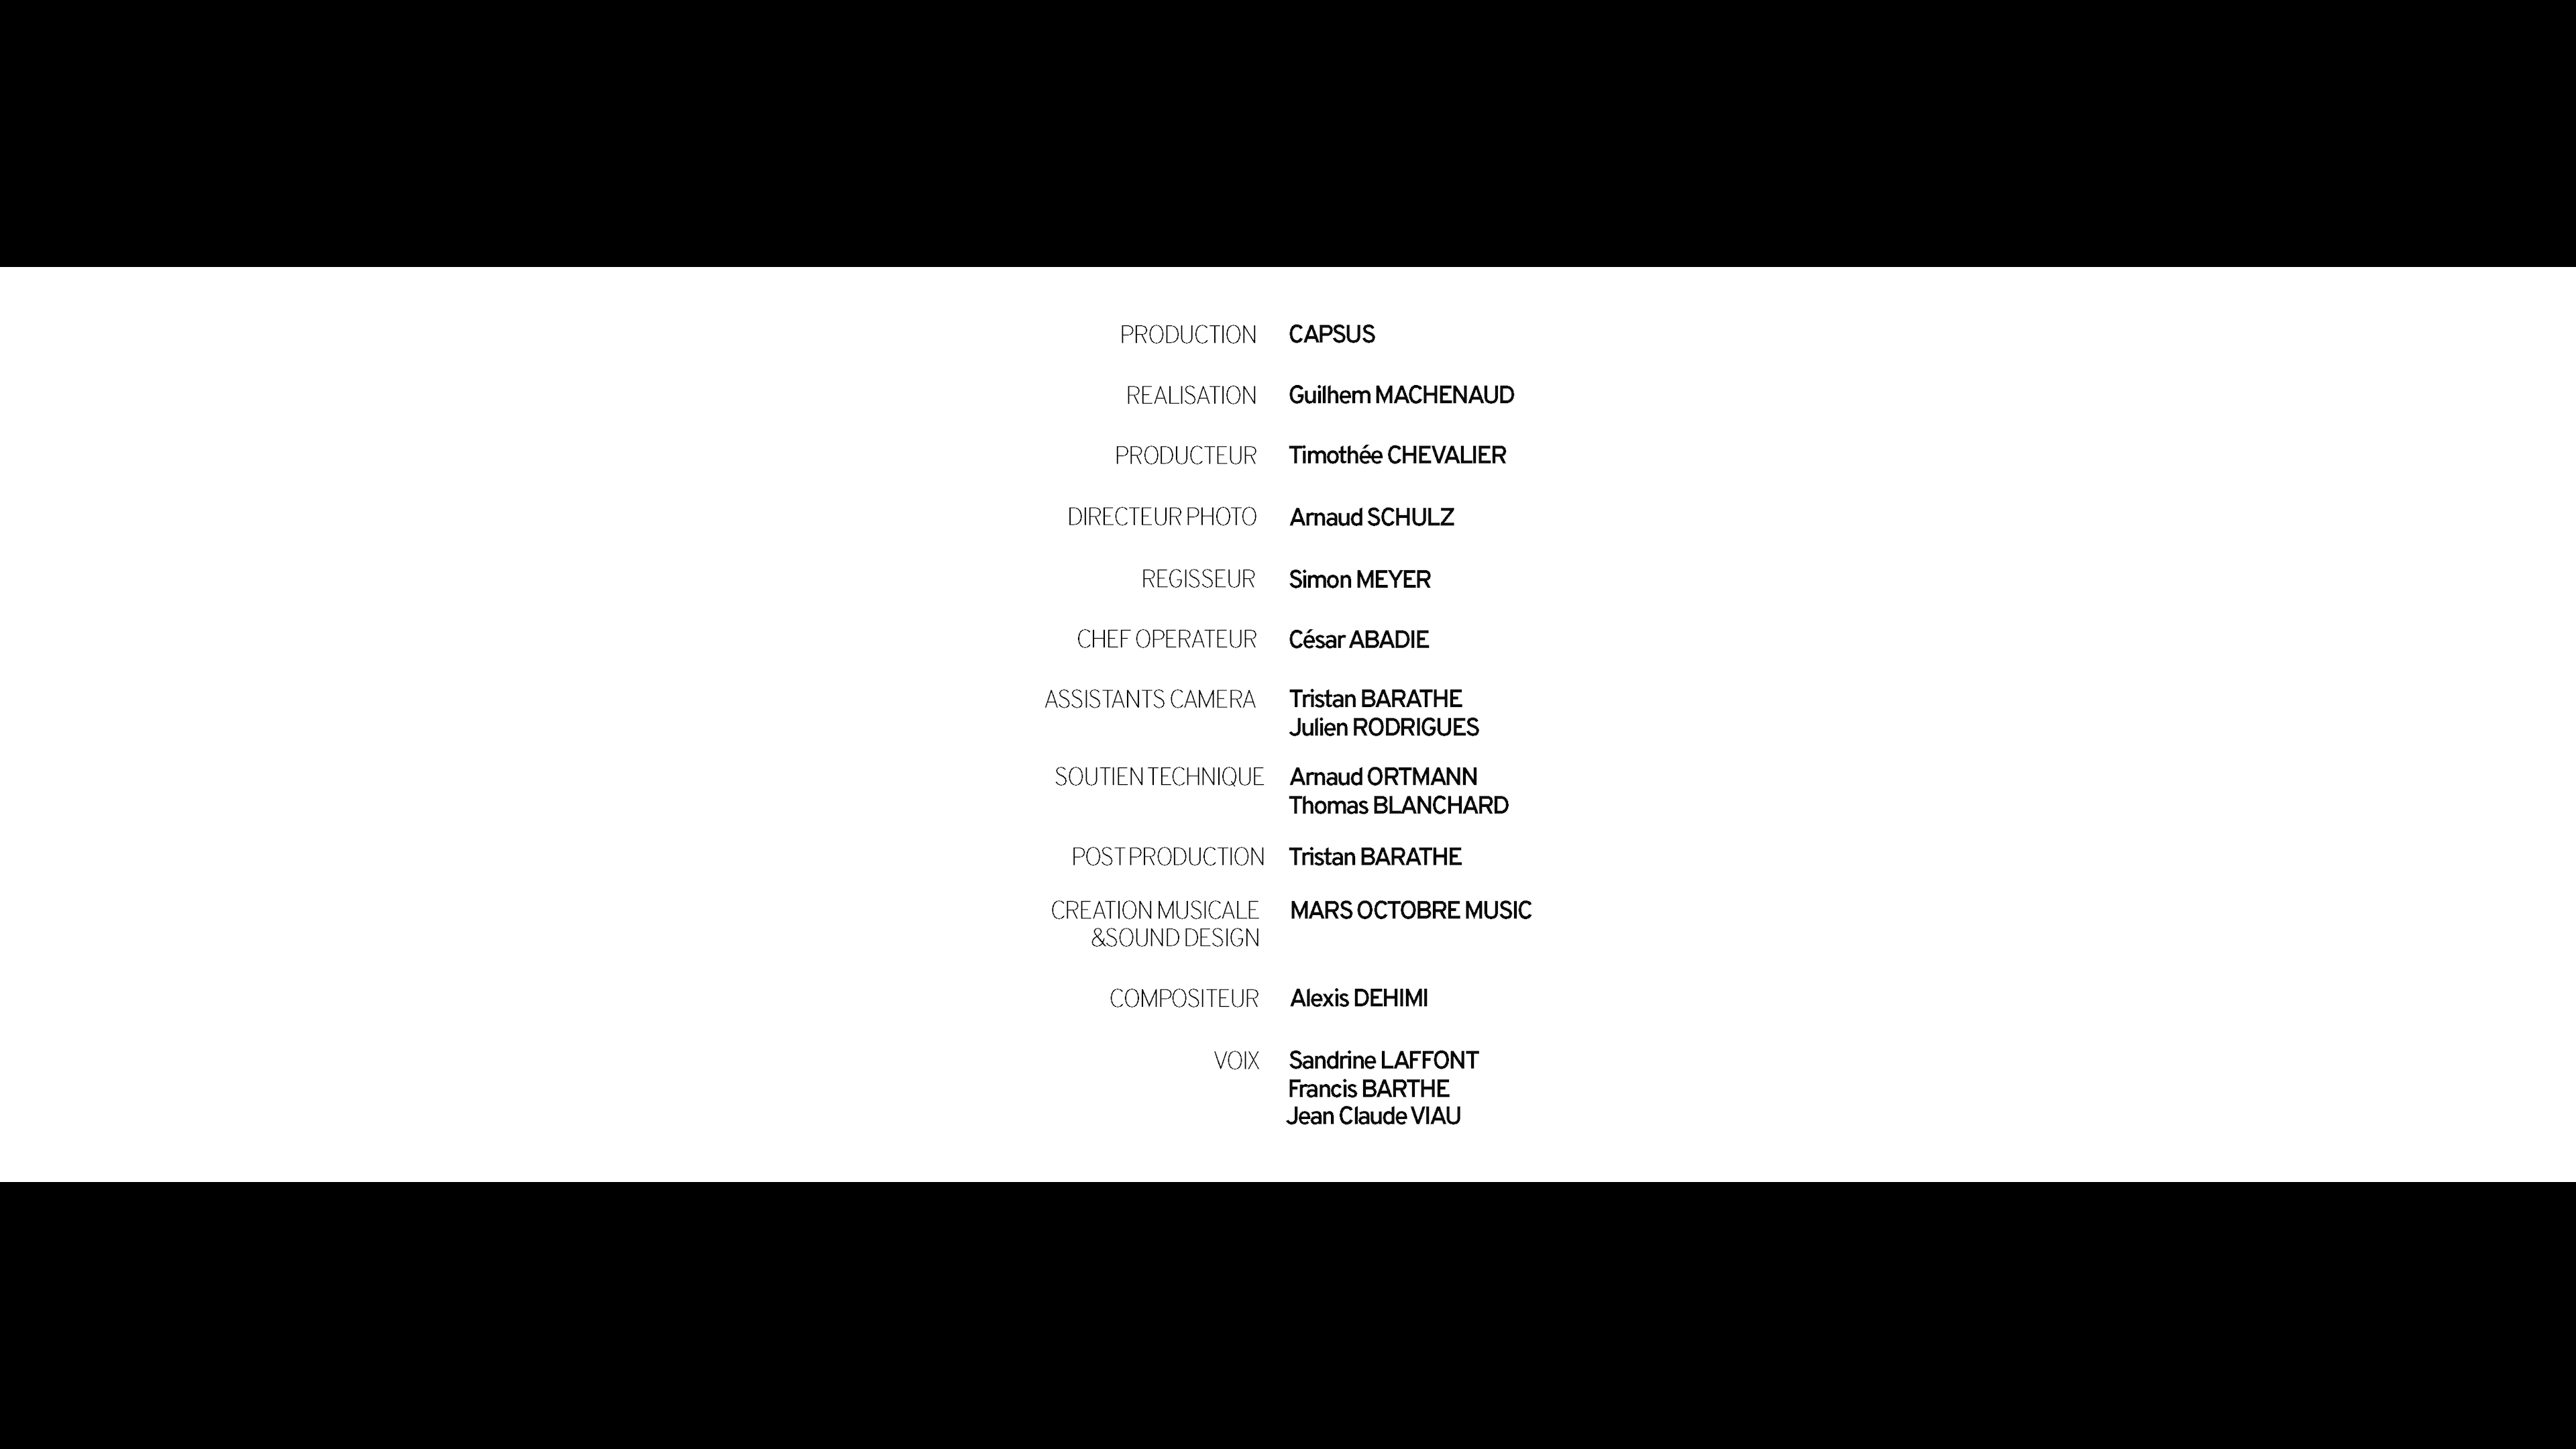 PRODUCTION CAPSUS
REALISATION Guilhem MACHENAUD
PRODUCTEUR Timothée CHEVALIER
DIRECTEUR PHOTO Arnaud SCHULZ
REGISSEUR Simon MEYER
CHEF OPERATEUR César ABADIE
ASSISTANTS CAMERA Tristan BARATHE
Julien RODRIGUES
SOUTIEN TECHNIQUE Arnaud ORTMANN
Thomas BLANCHARD
POST PRODUCTION Tristan BARATHE
CREATION MUSICALE MARS OCTOBRE MUSIC
&SOUND DESIGN
COMPOSITEUR Alexis DEHIMI
VOIX Sandrine LAFFONT
Francis BARTHE
Jean Claude VIAU